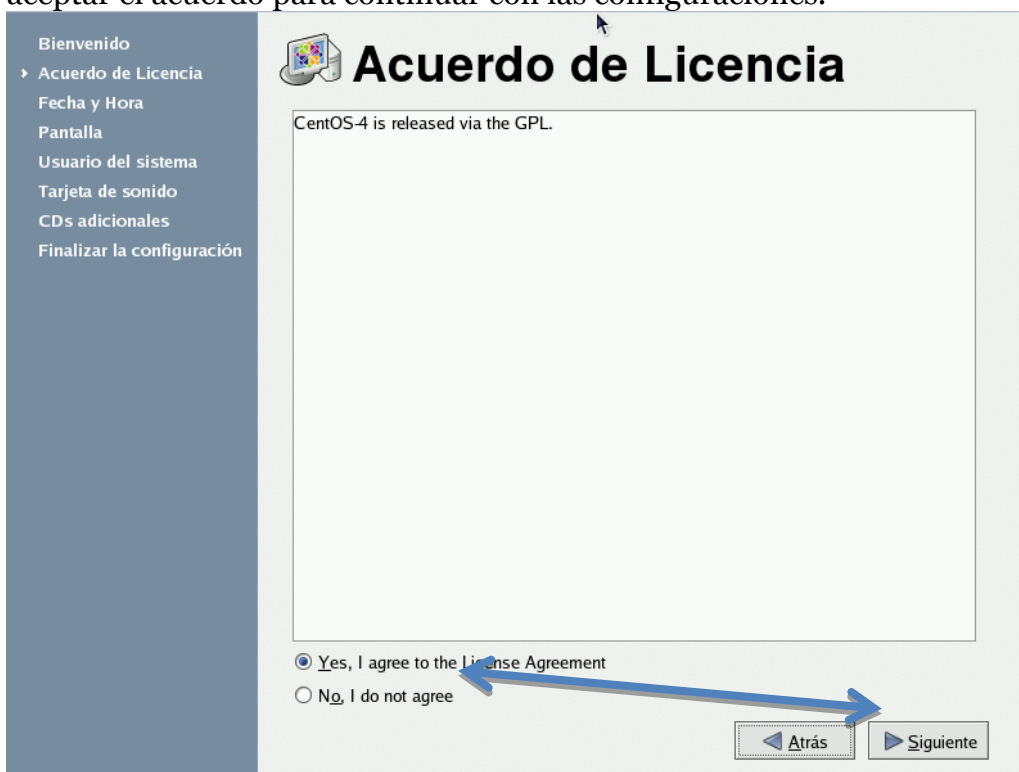 aceptar el acuerdo para continuar con las configuraciones.
Bienvenido
Acuerdo de Licencia
Fecha y Hora
Pantalla
Usuario del sistema
Tarjeta de sonido
CDs adicionales
Finalizar la configuración
Acuerdo de Licencia
CentOS-4 is released via the GPL.
Yes, I agree to the License Agreement
No, I do not agree
Atrás
Siguiente